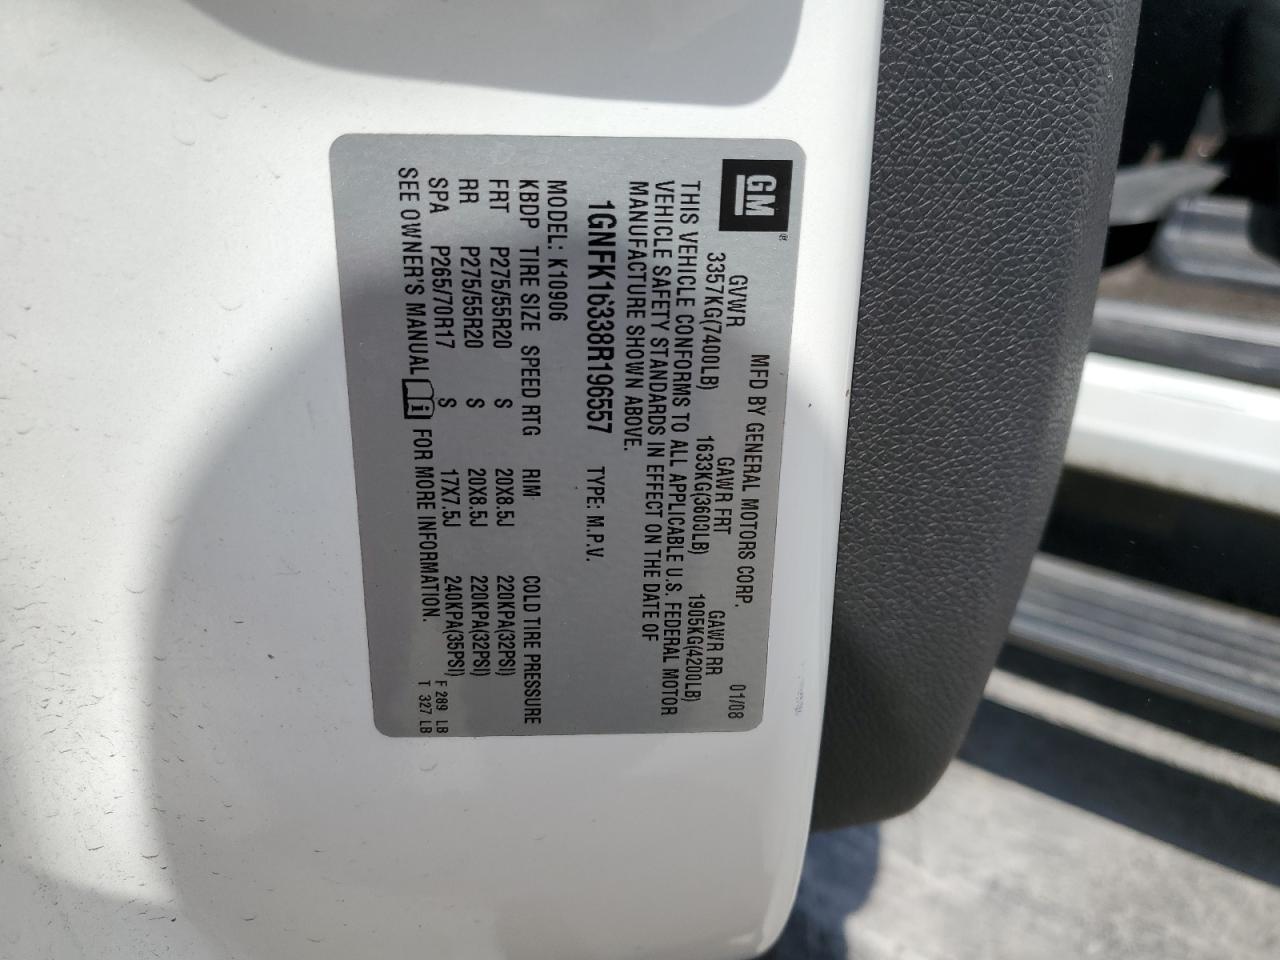 GM®
MFD BY GENERAL MOTORS CORP. 01/08
GVWR GAWR FRT GAWR RR
3357KG(7400LB) 1633KG(3600LB) 1905KG(4200LB)
THIS VEHICLE CONFORMS TO ALL APPLICABLE U.S. FEDERAL MOTOR
VEHICLE SAFETY STANDARDS IN EFFECT ON THE DATE OF
MANUFACTURE SHOWN ABOVE.
1GNFK16338R196557 TYPE: M.P.V.
MODEL: K10906
KBDP TIRE SIZE SPEED RTG RIM COLD TIRE PRESSURE
FRT P275/55R20 S 20X8.5J 220KPA(32PSI)
RR P275/55R20 S 20X8.5J 220KPA(32PSI)
SPA P265/70R17 S 17X7.5J 240KPA(35PSI) F 289 LB
SEE OWNER'S MANUAL i FOR MORE INFORMATION. T 327 LB